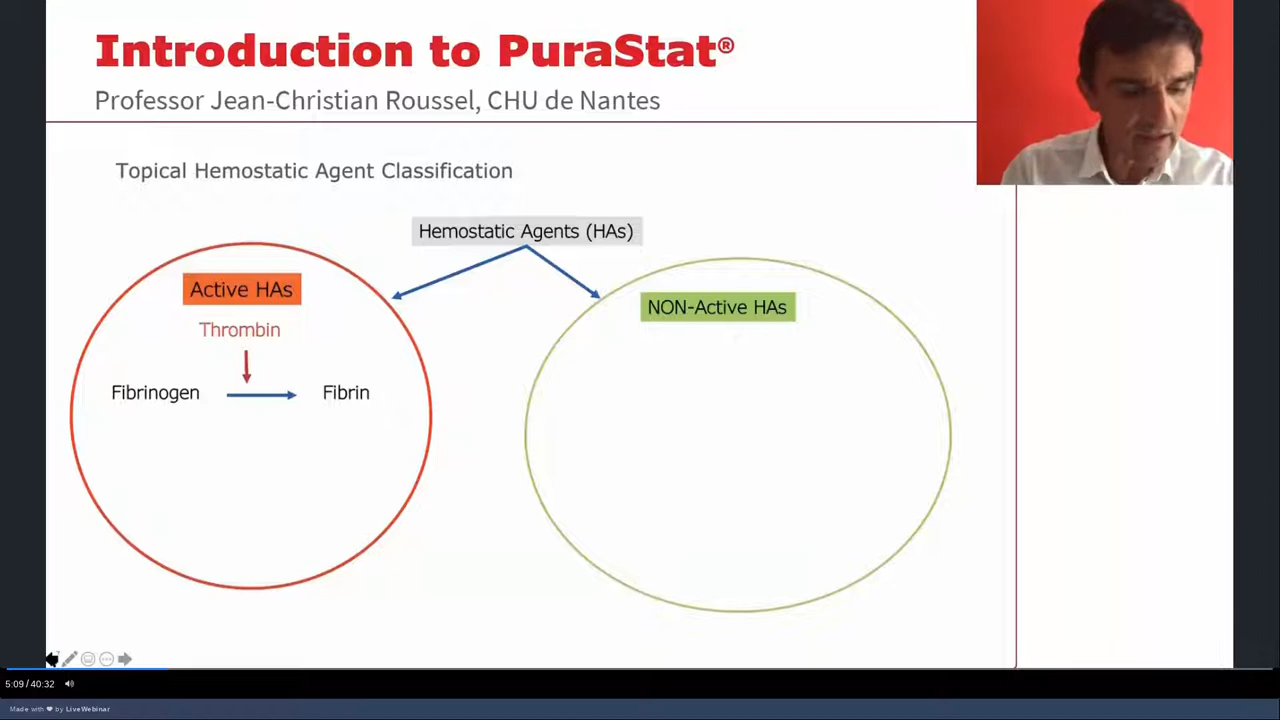 Introduction to PuraStat®
Professor Jean-Christian Roussel, CHU de Nantes
Topical Hemostatic Agent Classification
Hemostatic Agents (HAs)
Active HAs
NON-Active HAs
Thrombin
Fibrinogen
Fibrin
5:09 / 40:32
Made with ❤ by LiveWebinar